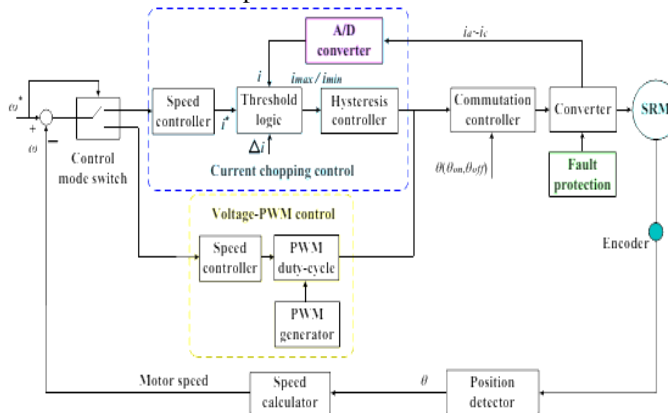 A/D
converter
ia~ic
i
imax / imin
ω*
Speed
controller
i*
Threshold
logic
Hysteresis
controller
Commutation
controller
Converter
SRM
+
ω
−
Control
mode switch
Δi
Current chopping control
θ(θon,θoff)
Fault
protection
Voltage-PWM control
Speed
controller
PWM
duty-cycle
Encoder
PWM
generator
Motor speed
Speed
calculator
θ
Position
detector